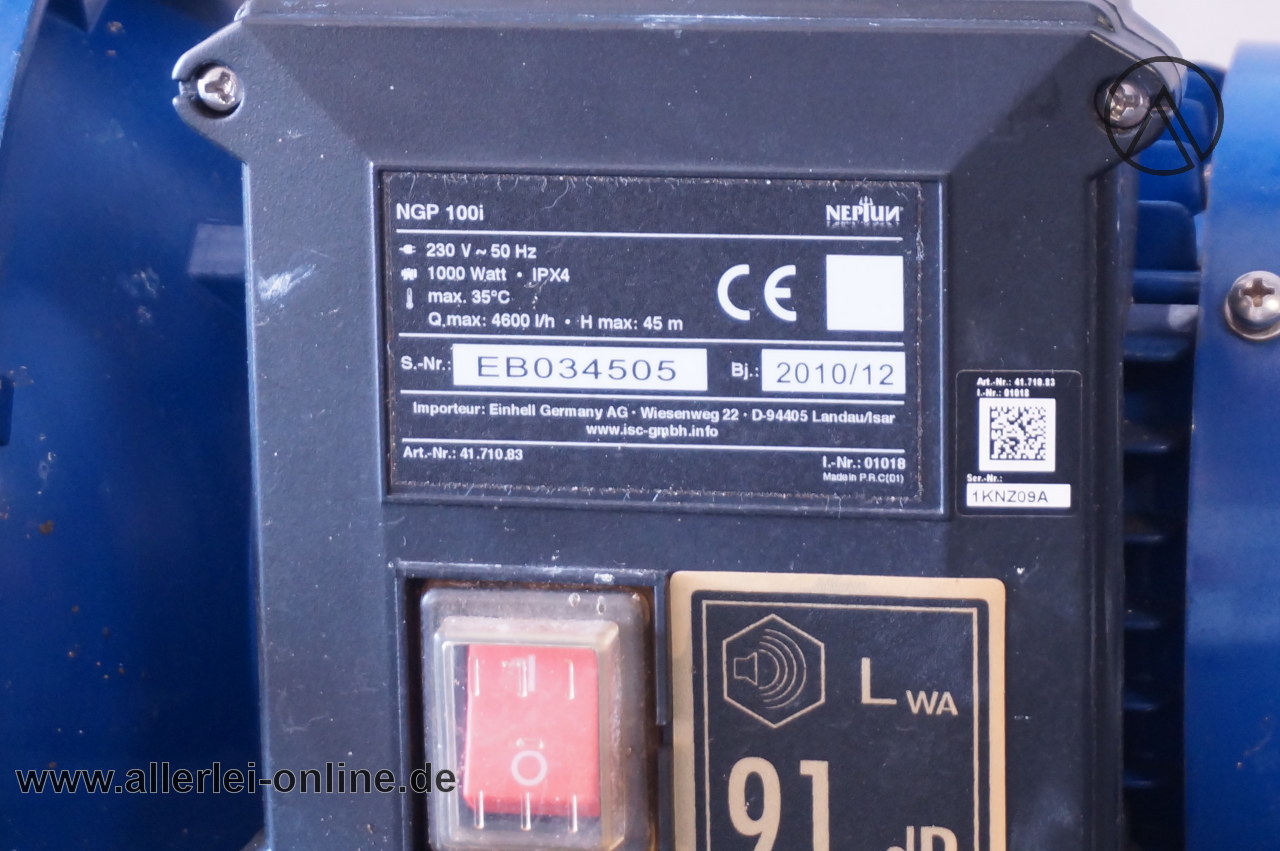 NGP 100i
NEPTUN
230 V ~ 50 Hz
1000 Watt • IPX4
max. 35°C
Q.max: 4600 l/h • H max: 45 m
CE
S.-Nr.: EB034505 Bj.: 2010/12
Importeur: Einhell Germany AG · Wiesenweg 22 · D-94405 Landau/Isar
www.isc-gmbh.info
Art.-Nr.: 41.710.83
I.-Nr.: 01018
Made in P.R.C(01)
Art.-Nr.: 41.710.83
I.-Nr.: 01018
Ser.-Nr.:
1KNZ09A
L WA
91
dB
www.allerlei-online.de